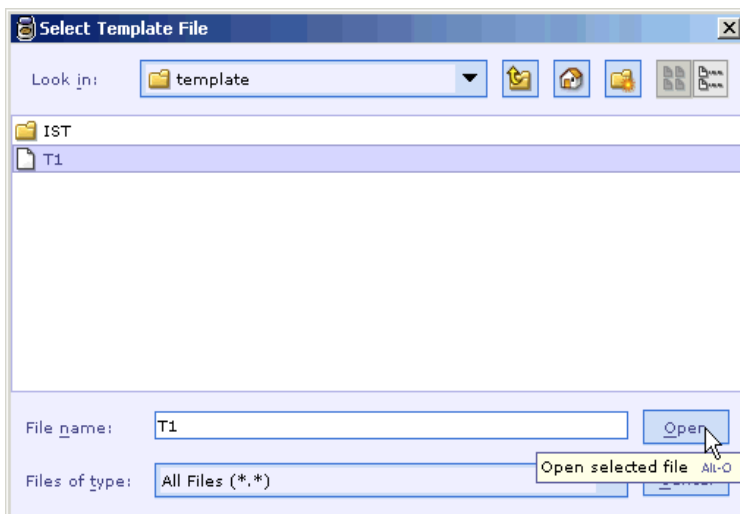 Select Template File
Look in: template
IST
T1
File name: T1 Open
Open selected file Alt-O
Files of type: All Files (*.*)